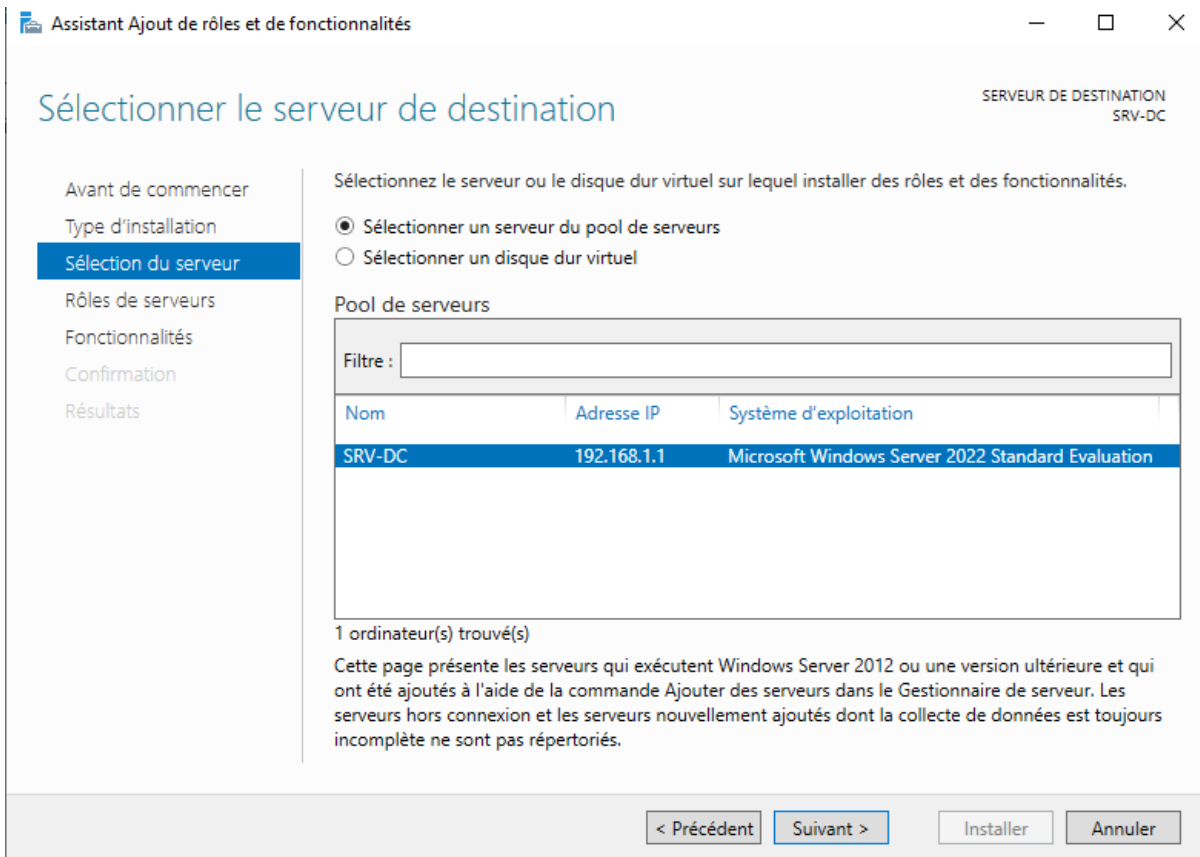 Assistant Ajout de rôles et de fonctionnalités
Sélectionner le serveur de destination
SERVEUR DE DESTINATION
SRV-DC
Avant de commencer
Type d'installation
Sélection du serveur
Rôles de serveurs
Fonctionnalités
Confirmation
Résultats
Sélectionnez le serveur ou le disque dur virtuel sur lequel installer des rôles et des fonctionnalités.
Sélectionner un serveur du pool de serveurs
Sélectionner un disque dur virtuel
Pool de serveurs
Filtre :
Nom Adresse IP Système d'exploitation
SRV-DC 192.168.1.1 Microsoft Windows Server 2022 Standard Evaluation
1 ordinateur(s) trouvé(s)
Cette page présente les serveurs qui exécutent Windows Server 2012 ou une version ultérieure et qui
ont été ajoutés à l'aide de la commande Ajouter des serveurs dans le Gestionnaire de serveur. Les
serveurs hors connexion et les serveurs nouvellement ajoutés dont la collecte de données est toujours
incomplète ne sont pas répertoriés.
< Précédent Suivant > Installer Annuler